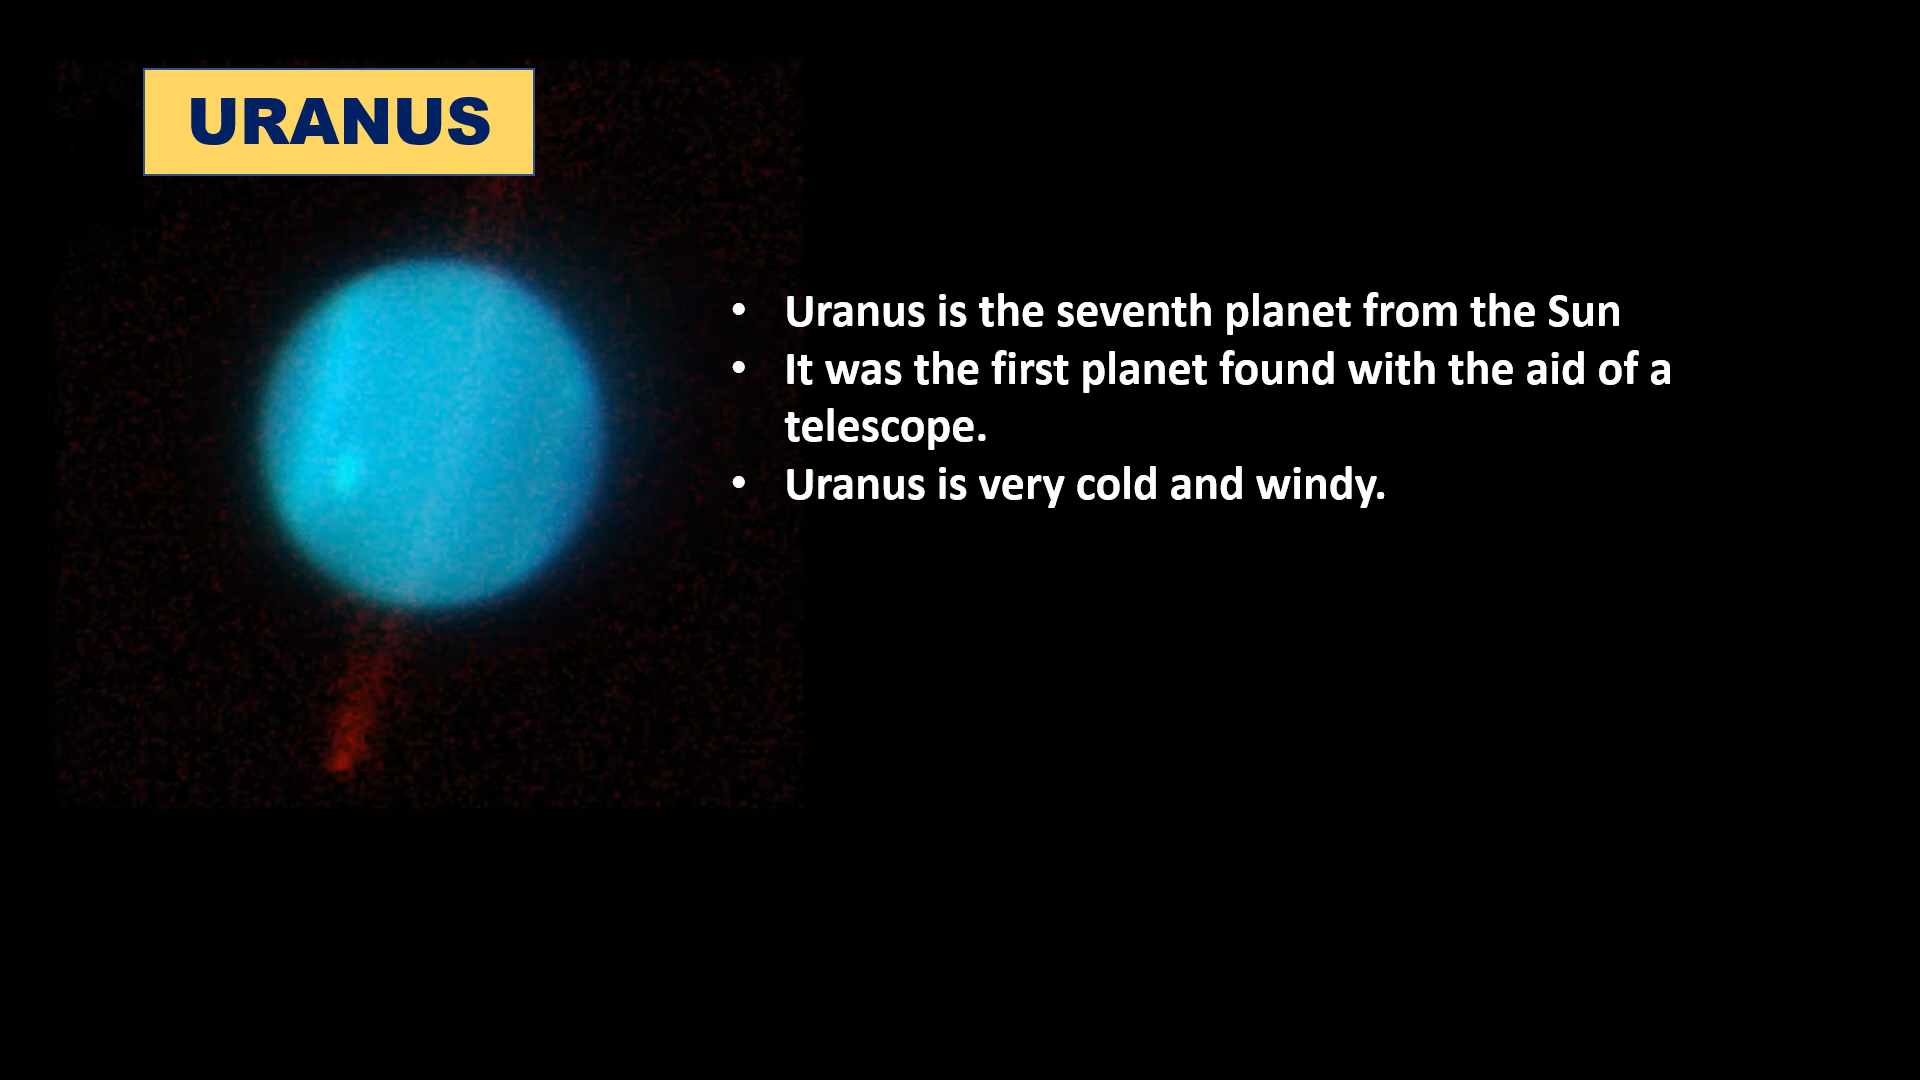 URANUS
• Uranus is the seventh planet from the Sun
• It was the first planet found with the aid of a
telescope.
• Uranus is very cold and windy.